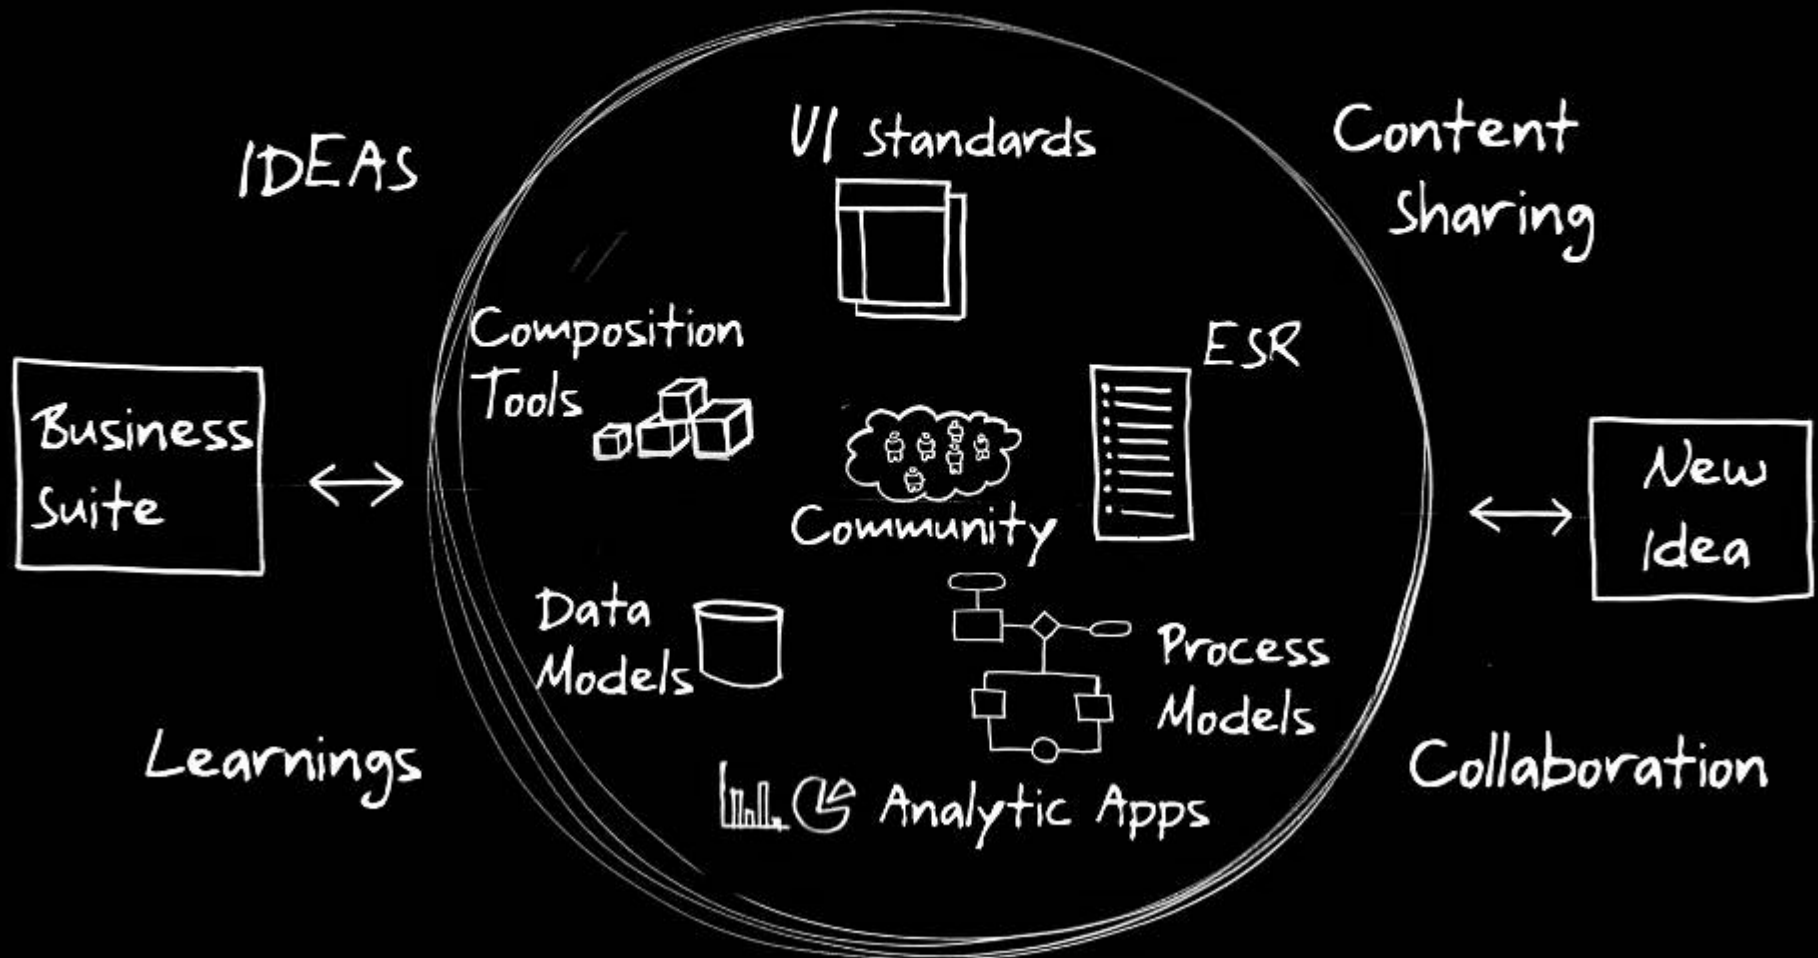 IDEAS
UI Standards
Content
Sharing
Composition
Tools
ESR
Business
Suite
Community
New
Idea
Data
Models
Process
Models
Learnings
Analytic Apps
Collaboration